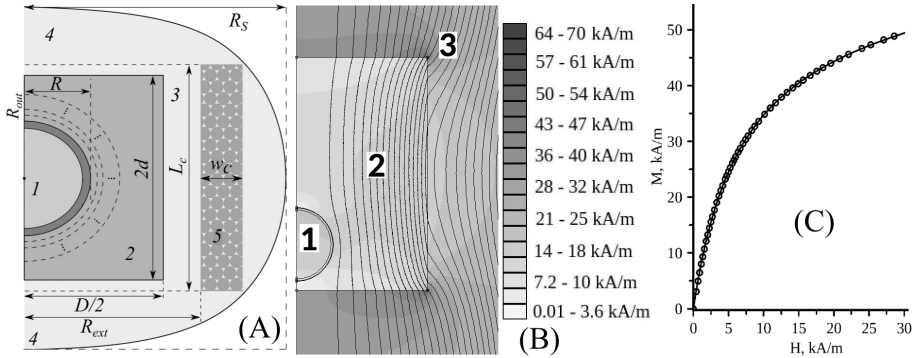 4
R_S
R
3
R_out
2d
L_c
w_c
1
2
5
D/2
R_ext
4
(A)
3
2
1
64 - 70 kA/m
57 - 61 kA/m
50 - 54 kA/m
43 - 47 kA/m
36 - 40 kA/m
28 - 32 kA/m
21 - 25 kA/m
14 - 18 kA/m
7.2 - 10 kA/m
0.01 - 3.6 kA/m
(B)
M, kA/m
50
40
30
20
10
0
(C)
0 5 10 15 20 25 30
H, kA/m